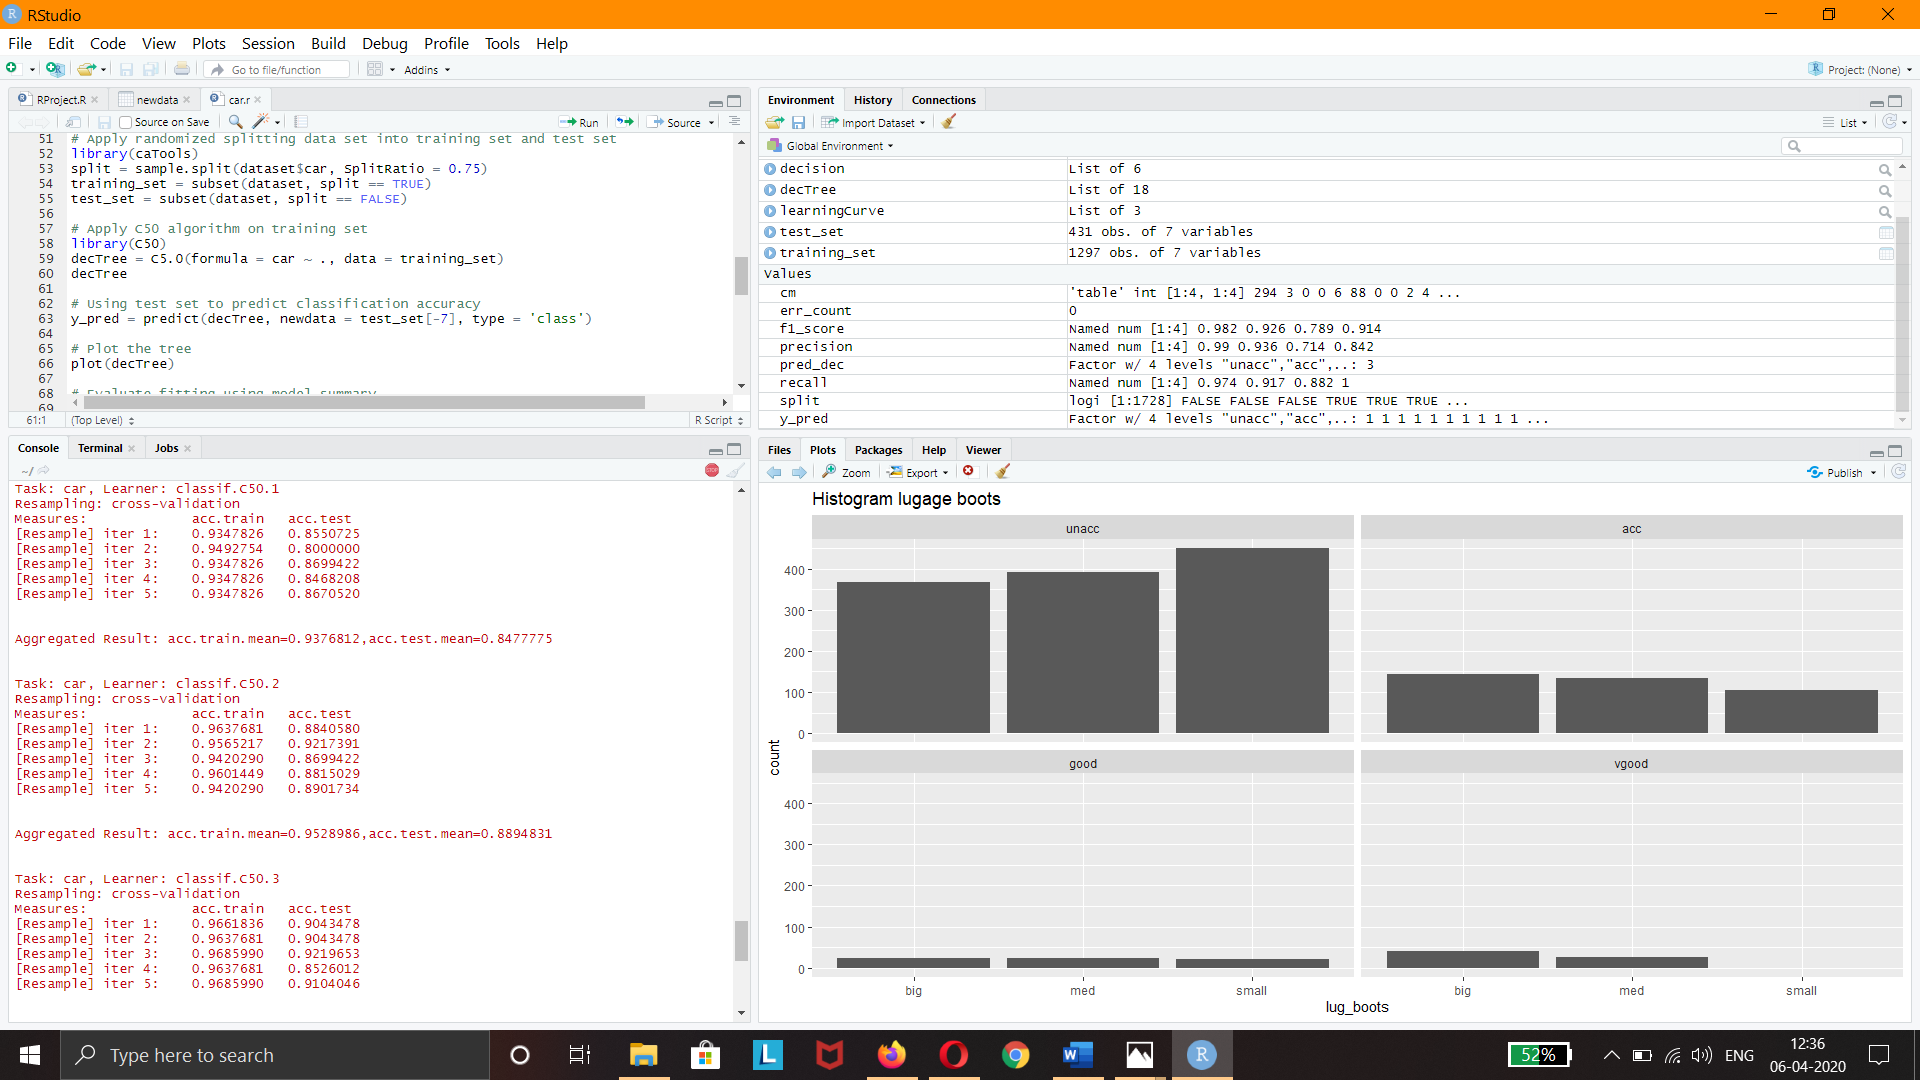 RStudio
File Edit Code View Plots Session Build Debug Profile Tools Help
Go to file/function Addins Project: (None)
RProject.R newdata car.r
Source on Save Run Source
51 # Apply randomized splitting data set into training set and test set
52 library(caTools)
53 split = sample.split(dataset$car, SplitRatio = 0.75)
54 training_set = subset(dataset, split == TRUE)
55 test_set = subset(dataset, split == FALSE)
56
57 # Apply C50 algorithm on training set
58 library(C50)
59 decTree = C5.0(formula = car ~ ., data = training_set)
60 decTree
61
62 # Using test set to predict classification accuracy
63 y_pred = predict(decTree, newdata = test_set[-7], type = 'class')
64
65 # Plot the tree
66 plot(decTree)
67
68 # Evaluate fitting using model summary
69
61:1 (Top Level) R Script
Console Terminal Jobs
~/
STOP
Task: car, Learner: classif.C50.1
Resampling: cross-validation
Measures: acc.train acc.test
[Resample] iter 1: 0.9347826 0.8550725
[Resample] iter 2: 0.9492754 0.8000000
[Resample] iter 3: 0.9347826 0.8699422
[Resample] iter 4: 0.9347826 0.8468208
[Resample] iter 5: 0.9347826 0.8670520
Aggregated Result: acc.train.mean=0.9376812,acc.test.mean=0.8477775
Task: car, Learner: classif.C50.2
Resampling: cross-validation
Measures: acc.train acc.test
[Resample] iter 1: 0.9637681 0.8840580
[Resample] iter 2: 0.9565217 0.9217391
[Resample] iter 3: 0.9420290 0.8699422
[Resample] iter 4: 0.9601449 0.8815029
[Resample] iter 5: 0.9420290 0.8901734
Aggregated Result: acc.train.mean=0.9528986,acc.test.mean=0.8894831
Task: car, Learner: classif.C50.3
Resampling: cross-validation
Measures: acc.train acc.test
[Resample] iter 1: 0.9661836 0.9043478
[Resample] iter 2: 0.9637681 0.9043478
[Resample] iter 3: 0.9685990 0.9219653
[Resample] iter 4: 0.9637681 0.8526012
[Resample] iter 5: 0.9685990 0.9104046
Environment History Connections
Import Dataset List
Global Environment
decision List of 6
decTree List of 18
learningCurve List of 3
test_set 431 obs. of 7 variables
training_set 1297 obs. of 7 variables
Values
cm 'table' int [1:4, 1:4] 294 3 0 0 6 88 0 0 2 4 ...
err_count 0
f1_score Named num [1:4] 0.982 0.926 0.789 0.914
precision Named num [1:4] 0.99 0.936 0.714 0.842
pred_dec Factor w/ 4 levels "unacc","acc",..: 3
recall Named num [1:4] 0.974 0.917 0.882 1
split logi [1:1728] FALSE FALSE FALSE TRUE TRUE TRUE ...
y_pred Factor w/ 4 levels "unacc","acc",..: 1 1 1 1 1 1 1 1 1 1 ...
Files Plots Packages Help Viewer
Zoom Export Publish
Histogram lugage boots
unacc acc
400
300
200
100
0
good vgood
400
300
200
100
0
count
big med small big med small
lug_boots
Type here to search
52% ENG
12:36
06-04-2020